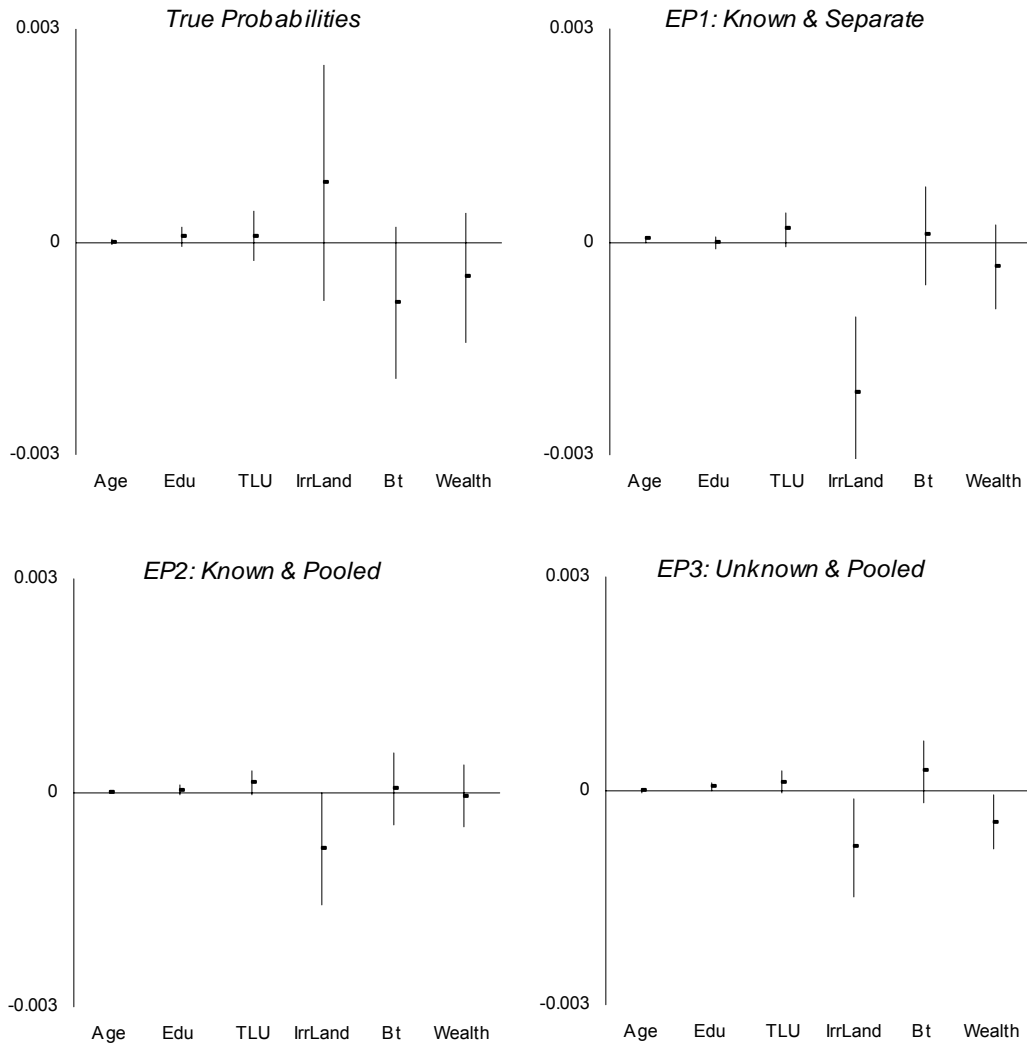 True Probabilities
0.003
0
-0.003
Age Edu TLU IrrLand Bt Wealth
EP1: Known & Separate
0.003
0
-0.003
Age Edu TLU IrrLand Bt Wealth
EP2: Known & Pooled
0.003
0
-0.003
Age Edu TLU IrrLand Bt Wealth
EP3: Unknown & Pooled
0.003
0
-0.003
Age Edu TLU IrrLand Bt Wealth